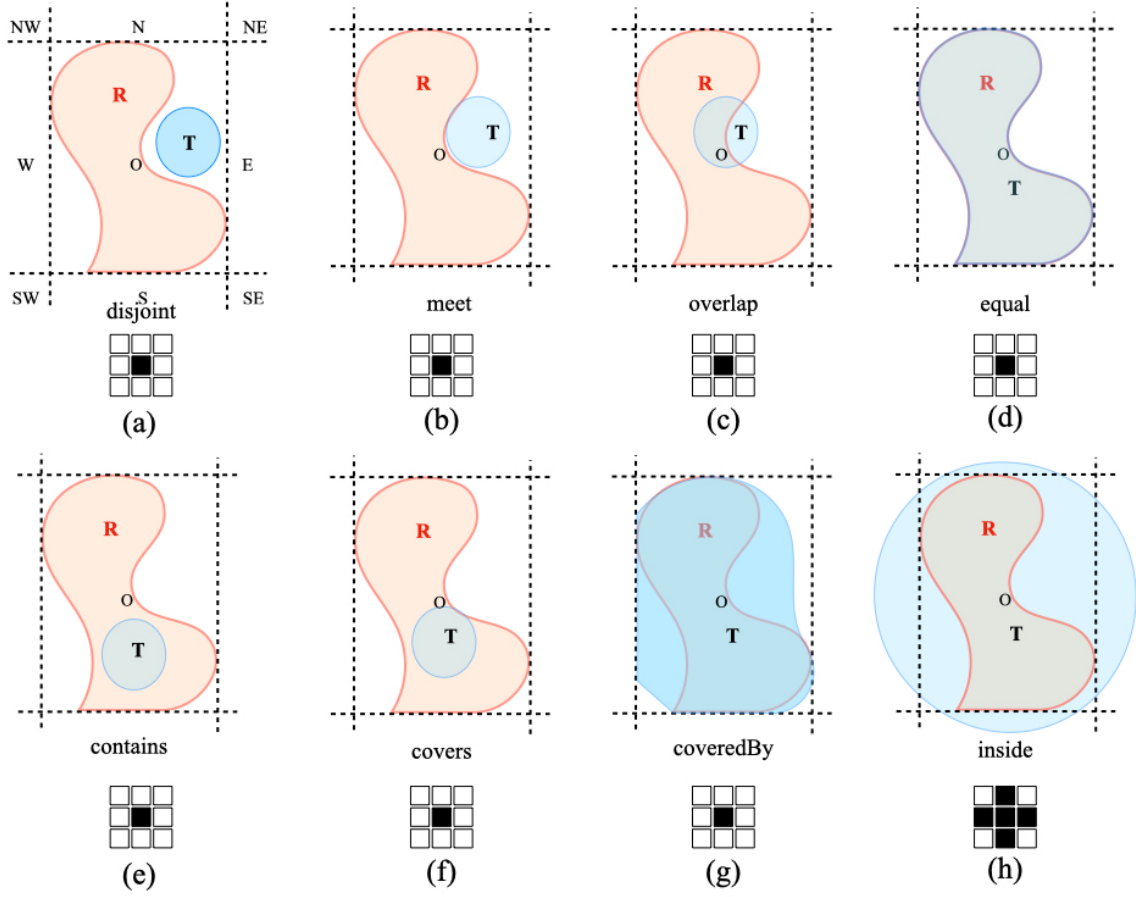 NW N NE
R
T
W O E
SW S SE
disjoint
(a)
R
T
O
meet
(b)
R
T
O
overlap
(c)
R
O
T
equal
(d)
R
O
T
contains
(e)
R
O
T
covers
(f)
R
O
T
coveredBy
(g)
R
O
T
inside
(h)